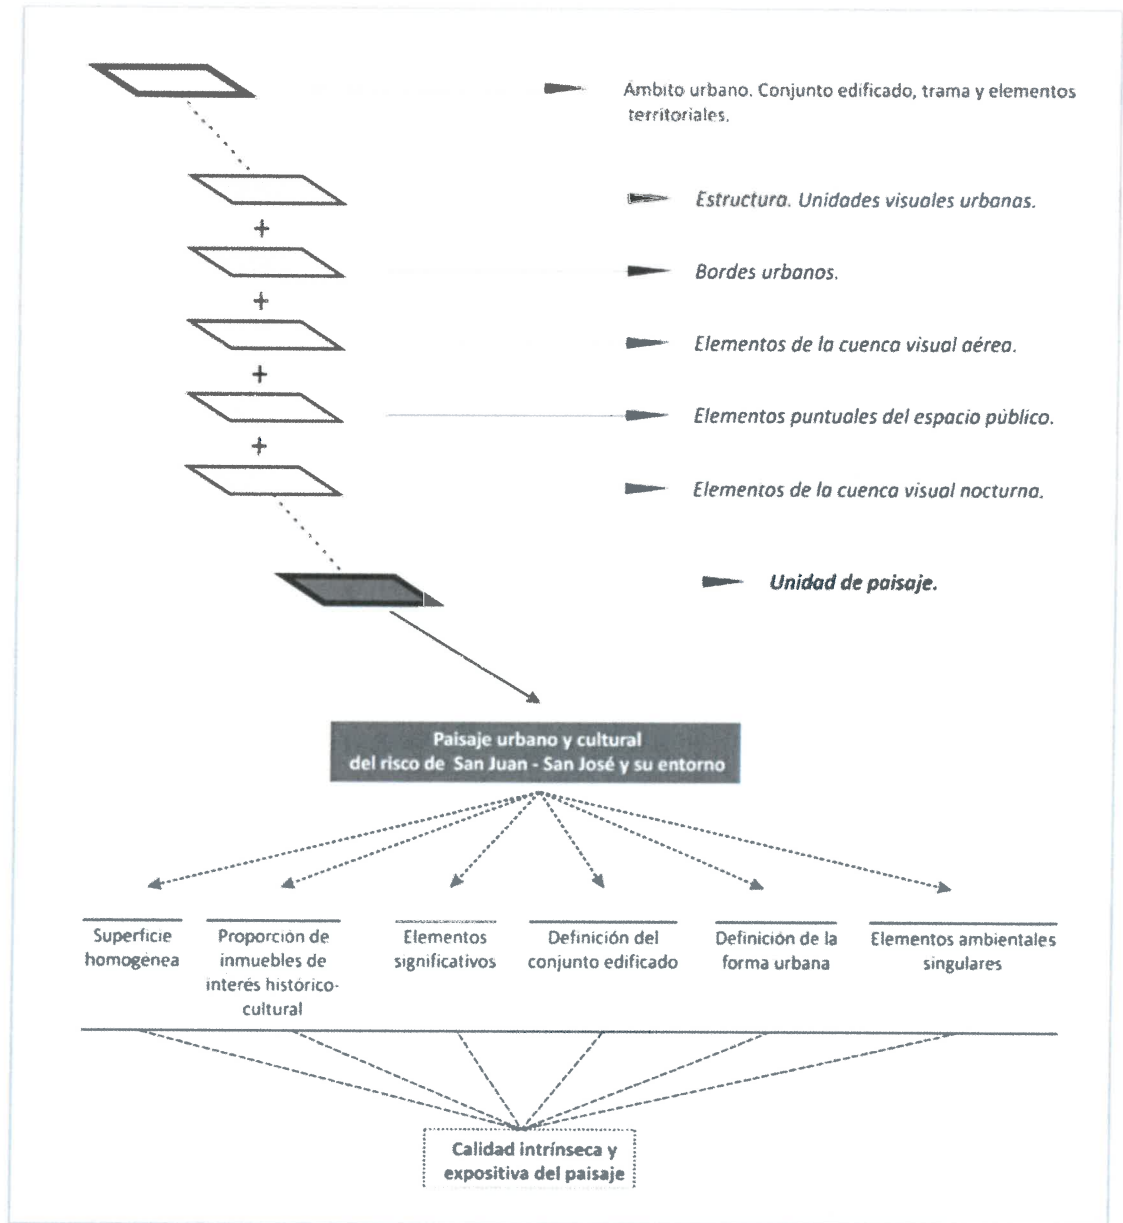 Ámbito urbano. Conjunto edificado, trama y elementos
territoriales.
Estructura. Unidades visuales urbanas.
+
Bordes urbanos.
+
Elementos de la cuenca visual aérea.
+
Elementos puntuales del espacio público.
+
Elementos de la cuenca visual nocturna.
Unidad de paisaje.
Paisaje urbano y cultural
del risco de San Juan - San José y su entorno
Superficie
homogénea
Proporción de
inmuebles de
interés histórico-
cultural
Elementos
significativos
Definición del
conjunto edificado
Definición de la
forma urbana
Elementos ambientales
singulares
Calidad intrínseca y
expositiva del paisaje